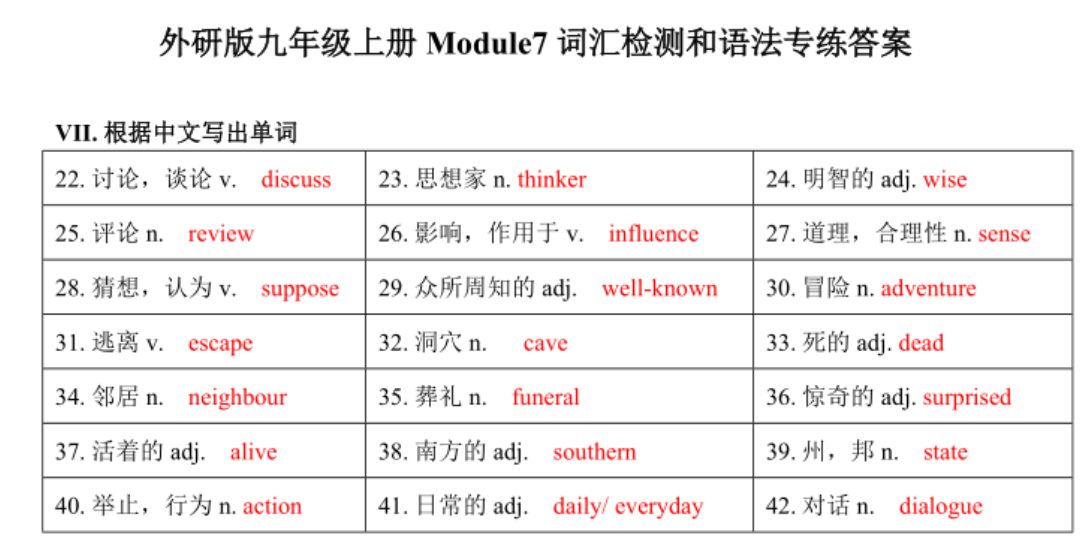 外研版九年级上册 Module7 词汇检测和语法专练答案
VII. 根据中文写出单词
22. 讨论，谈论 v. discuss 23. 思想家 n. thinker 24. 明智的 adj. wise
25. 评论 n. review 26. 影响，作用于 v. influence 27. 道理，合理性 n. sense
28. 猜想，认为 v. suppose 29. 众所周知的 adj. well-known 30. 冒险 n. adventure
31. 逃离 v. escape 32. 洞穴 n. cave 33. 死的 adj. dead
34. 邻居 n. neighbour 35. 葬礼 n. funeral 36. 惊奇的 adj. surprised
37. 活着的 adj. alive 38. 南方的 adj. southern 39. 州，邦 n. state
40. 举止，行为 n. action 41. 日常的 adj. daily/ everyday 42. 对话 n. dialogue